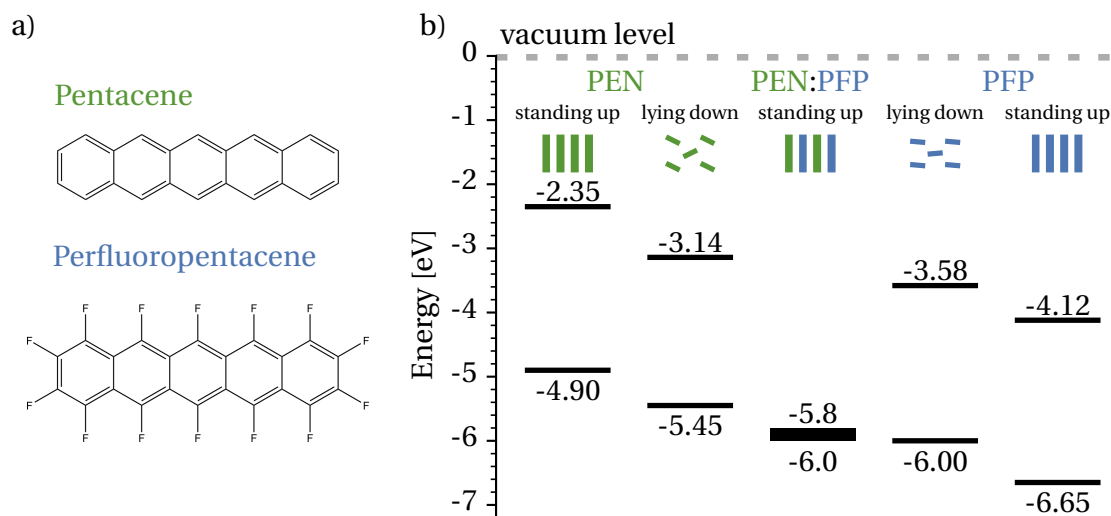 a)
Pentacene
Perfluoropentacene
F F F F F
F F
F F
F F F F F
b)
vacuum level
0
-1
-2
-3
-4
-5
-6
-7
Energy [eV]
PEN PEN:PFP PFP
standing up lying down standing up lying down standing up
-2.35
-3.14
-3.58
-4.12
-4.90
-5.45
-5.8
-6.0
-6.00
-6.65